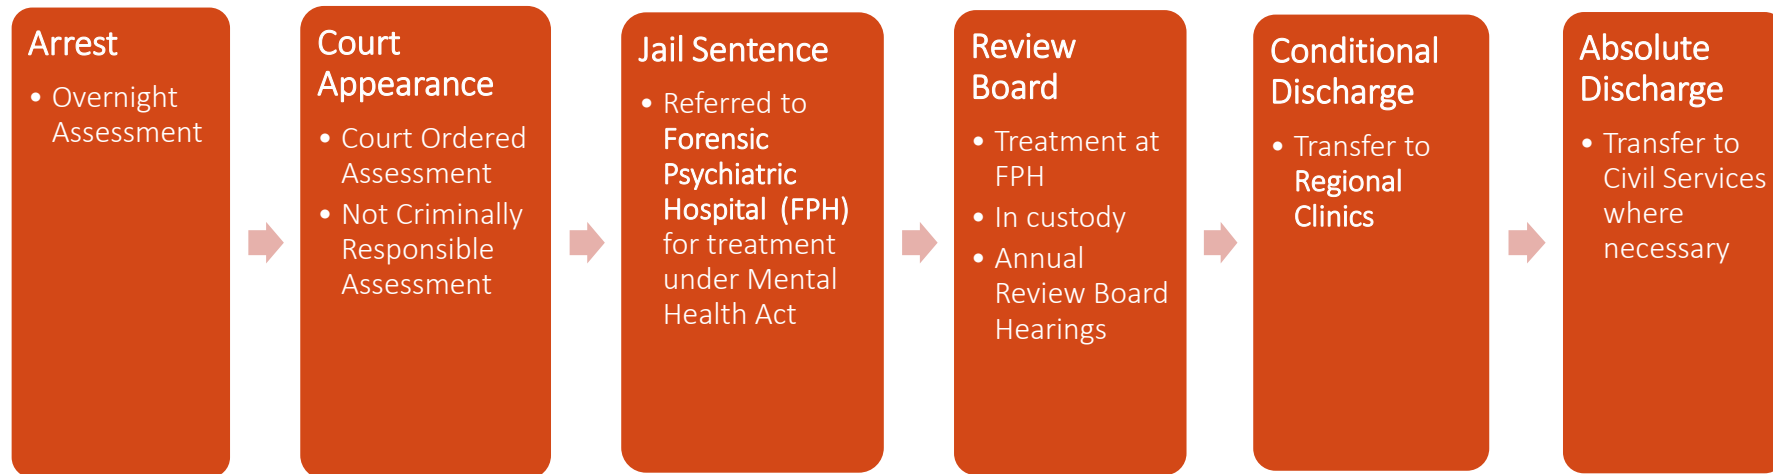 Arrest
• Overnight
Assessment
Court
Appearance
• Court Ordered
Assessment
• Not Criminally
Responsible
Assessment
Jail Sentence
• Referred to
Forensic
Psychiatric
Hospital (FPH)
for treatment
under Mental
Health Act
Review
Board
• Treatment at
FPH
• In custody
• Annual
Review Board
Hearings
Conditional
Discharge
• Transfer to
Regional
Clinics
Absolute
Discharge
• Transfer to
Civil Services
where
necessary